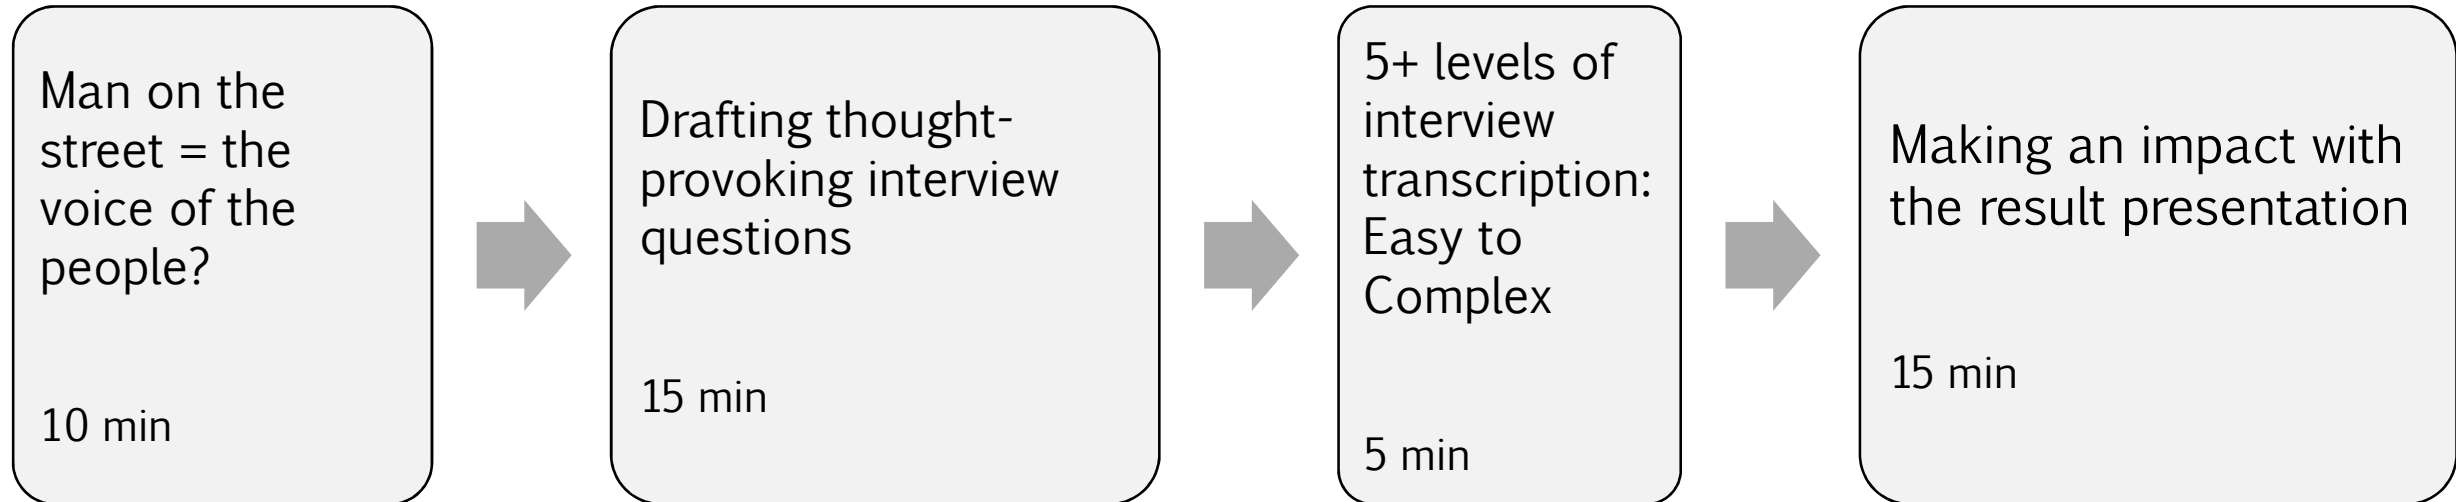 Man on the
street = the
voice of the
people?
10 min
Drafting thought-
provoking interview
questions
15 min
5+ levels of
interview
transcription:
Easy to
Complex
5 min
Making an impact with
the result presentation
15 min